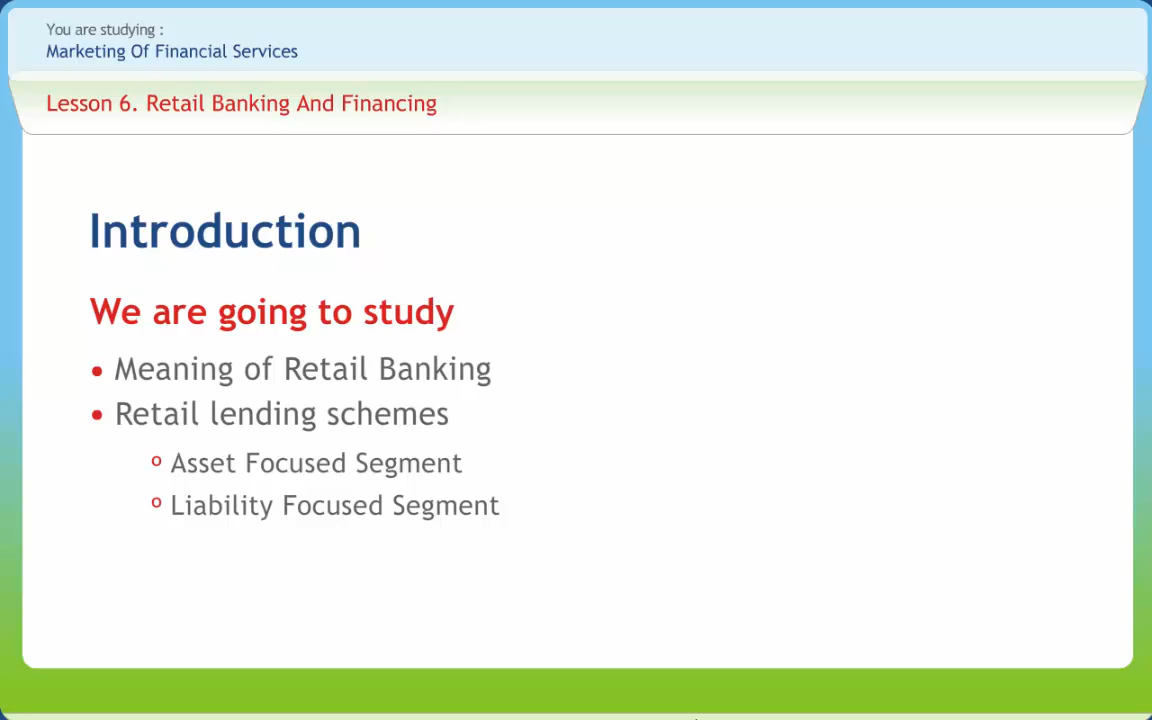 You are studying :
Marketing Of Financial Services
Lesson 6. Retail Banking And Financing
Introduction
We are going to study
• Meaning of Retail Banking
• Retail lending schemes
o Asset Focused Segment
o Liability Focused Segment